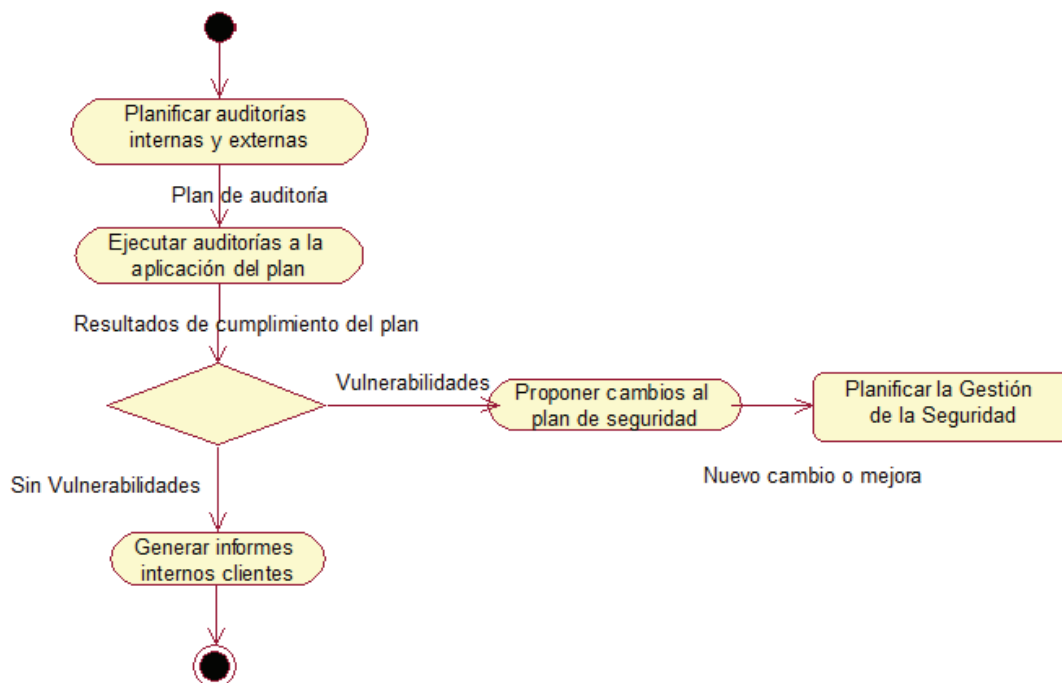 Planificar auditorías
internas y externas
Plan de auditoría
Ejecutar auditorías a la
aplicación del plan
Resultados de cumplimiento del plan
Vulnerabilidades
Proponer cambios al
plan de seguridad
Planificar la Gestión
de la Seguridad
Nuevo cambio o mejora
Sin Vulnerabilidades
Generar informes
internos clientes